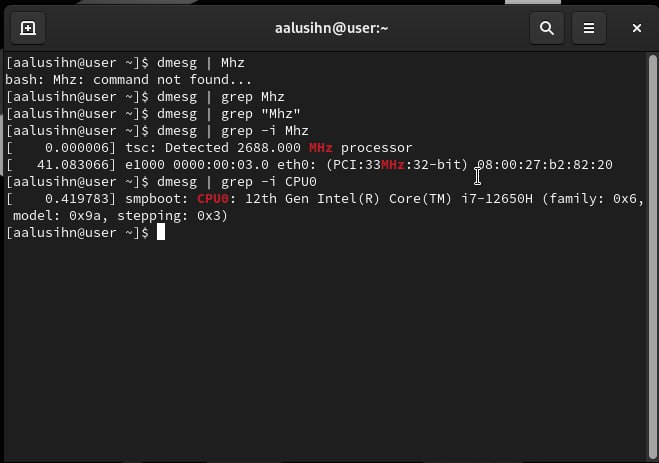 aalusihn@user:~
[aalusihn@user ~]$ dmesg | Mhz
bash: Mhz: command not found...
[aalusihn@user ~]$ dmesg | grep Mhz
[aalusihn@user ~]$ dmesg | grep "Mhz"
[aalusihn@user ~]$ dmesg | grep -i Mhz
[    0.000006] tsc: Detected 2688.000 MHz processor
[   41.083066] e1000 0000:00:03.0 eth0: (PCI:33MHz:32-bit) 08:00:27:b2:82:20
[aalusihn@user ~]$ dmesg | grep -i CPU0
[    0.419783] smpboot: CPU0: 12th Gen Intel(R) Core(TM) i7-12650H (family: 0x6,
 model: 0x9a, stepping: 0x3)
[aalusihn@user ~]$